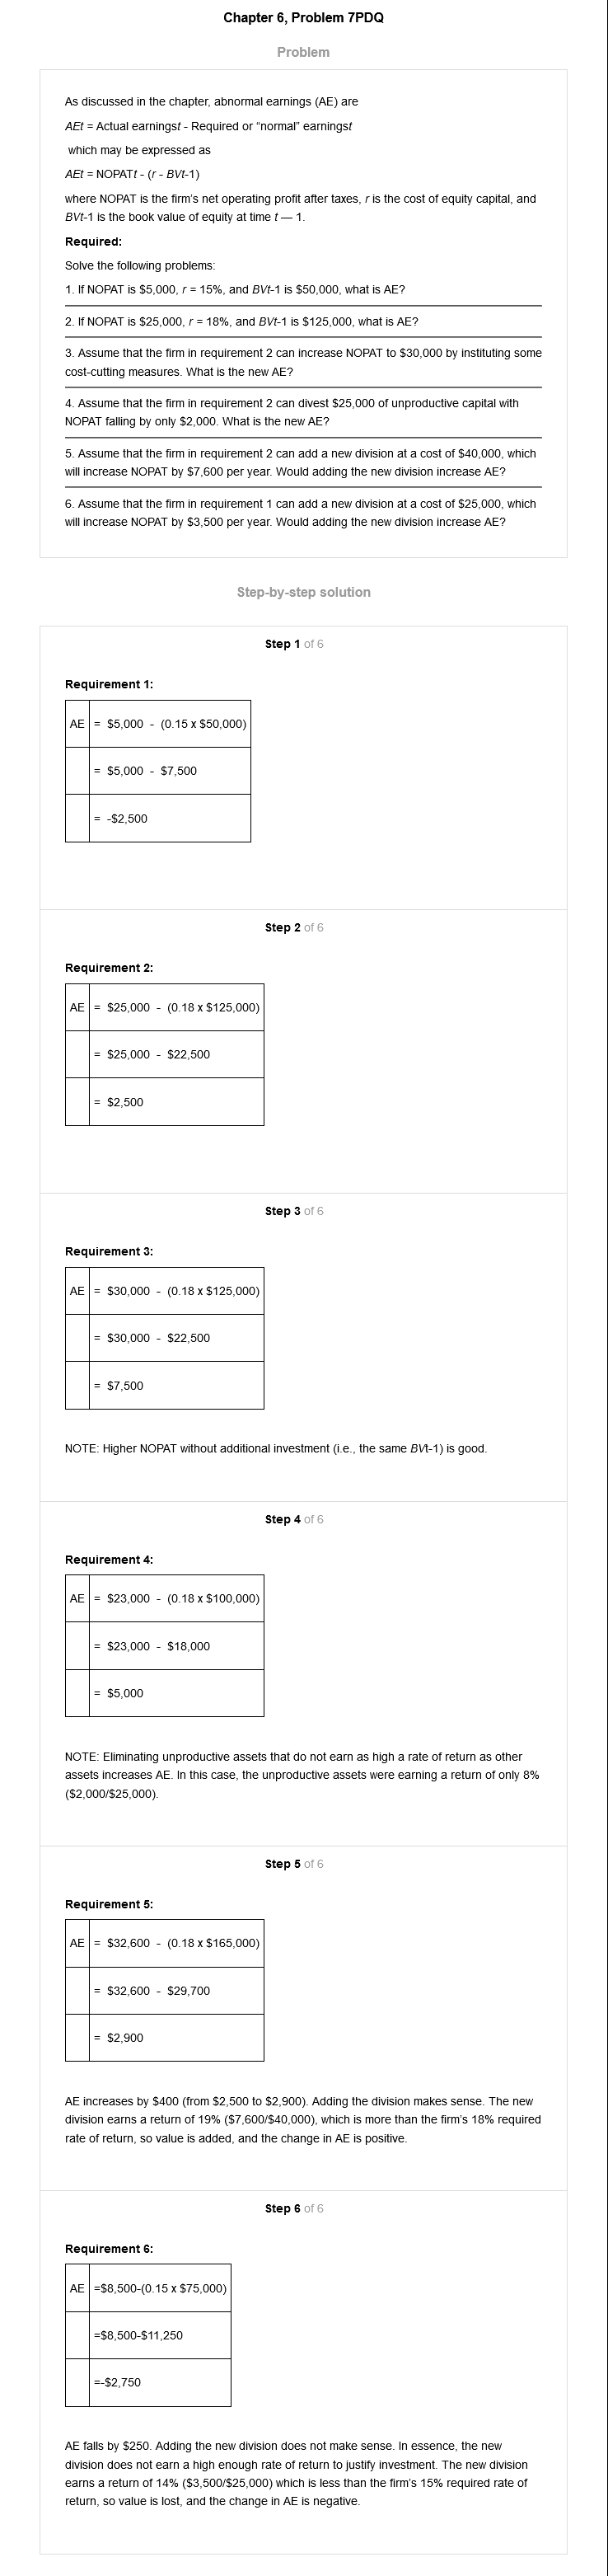 Chapter 6, Problem 7PDQ
Problem
As discussed in the chapter, abnormal earnings (AE) are
AEt = Actual earningst - Required or “normal” earningst
which may be expressed as
AEt = NOPATt - (r - BVt-1)
where NOPAT is the firm’s net operating profit after taxes, r is the cost of equity capital, and
BVt-1 is the book value of equity at time t — 1.
Required:
Solve the following problems:
1. If NOPAT is $5,000, r = 15%, and BVt-1 is $50,000, what is AE?
2. If NOPAT is $25,000, r = 18%, and BVt-1 is $125,000, what is AE?
3. Assume that the firm in requirement 2 can increase NOPAT to $30,000 by instituting some
cost-cutting measures. What is the new AE?
4. Assume that the firm in requirement 2 can divest $25,000 of unproductive capital with
NOPAT falling by only $2,000. What is the new AE?
5. Assume that the firm in requirement 2 can add a new division at a cost of $40,000, which
will increase NOPAT by $7,600 per year. Would adding the new division increase AE?
6. Assume that the firm in requirement 1 can add a new division at a cost of $25,000, which
will increase NOPAT by $3,500 per year. Would adding the new division increase AE?
Step-by-step solution
Step 1 of 6
Requirement 1:
AE = $5,000 - (0.15 x $50,000)
= $5,000 - $7,500
= -$2,500
Step 2 of 6
Requirement 2:
AE = $25,000 - (0.18 x $125,000)
= $25,000 - $22,500
= $2,500
Step 3 of 6
Requirement 3:
AE = $30,000 - (0.18 x $125,000)
= $30,000 - $22,500
= $7,500
NOTE: Higher NOPAT without additional investment (i.e., the same BVt-1) is good.
Step 4 of 6
Requirement 4:
AE = $23,000 - (0.18 x $100,000)
= $23,000 - $18,000
= $5,000
NOTE: Eliminating unproductive assets that do not earn as high a rate of return as other
assets increases AE. In this case, the unproductive assets were earning a return of only 8%
($2,000/$25,000).
Step 5 of 6
Requirement 5:
AE = $32,600 - (0.18 x $165,000)
= $32,600 - $29,700
= $2,900
AE increases by $400 (from $2,500 to $2,900). Adding the division makes sense. The new
division earns a return of 19% ($7,600/$40,000), which is more than the firm’s 18% required
rate of return, so value is added, and the change in AE is positive.
Step 6 of 6
Requirement 6:
AE =$8,500-(0.15 x $75,000)
=$8,500-$11,250
=-$2,750
AE falls by $250. Adding the new division does not make sense. In essence, the new
division does not earn a high enough rate of return to justify investment. The new division
earns a return of 14% ($3,500/$25,000) which is less than the firm’s 15% required rate of
return, so value is lost, and the change in AE is negative.